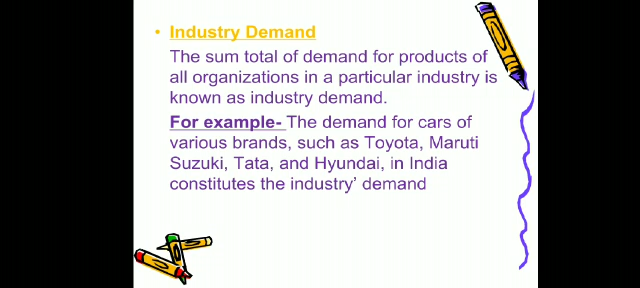 • Industry Demand
The sum total of demand for products of
all organizations in a particular industry is
known as industry demand.
For example- The demand for cars of
various brands, such as Toyota, Maruti
Suzuki, Tata, and Hyundai, in India
constitutes the industry’ demand